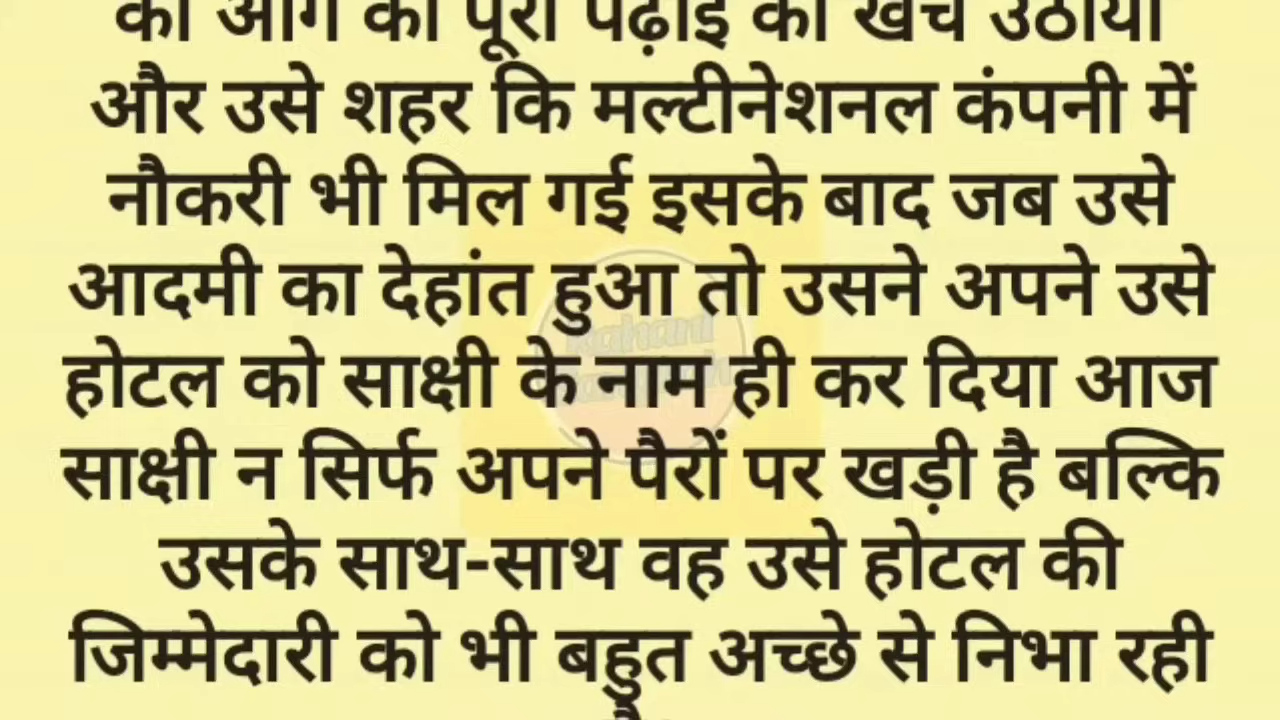 की आगे की पूरी पढ़ाई का खर्च उठाया
और उसे शहर कि मल्टीनेशनल कंपनी में
नौकरी भी मिल गई इसके बाद जब उसे
आदमी का देहांत हुआ तो उसने अपने उसे
होटल को साक्षी के नाम ही कर दिया आज
साक्षी न सिर्फ अपने पैरों पर खड़ी है बल्कि
उसके साथ-साथ वह उसे होटल की
जिम्मेदारी को भी बहुत अच्छे से निभा रही